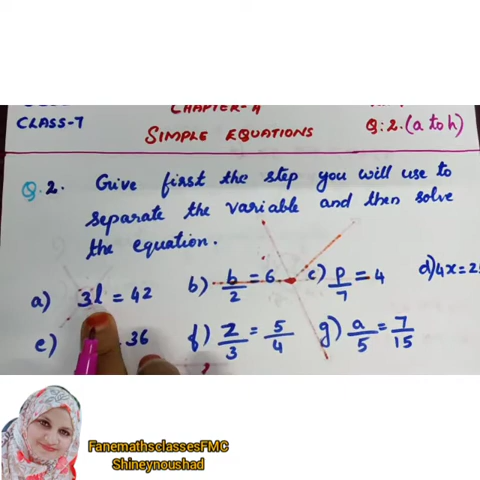 CHAPTER-4
CLASS-7
SIMPLE EQUATIONS
Q:2.(a to h)
Q.2. Give first the step you will use to
separate the variable and then solve
the equation.
a) 3l = 42 b) b/2 = 6 c) p/7 = 4 d) 4x = 2
e) 36 f) z/3 = 5/4 g) a/5 = 7/15
FanemathsclassesFMC
Shineynoushad